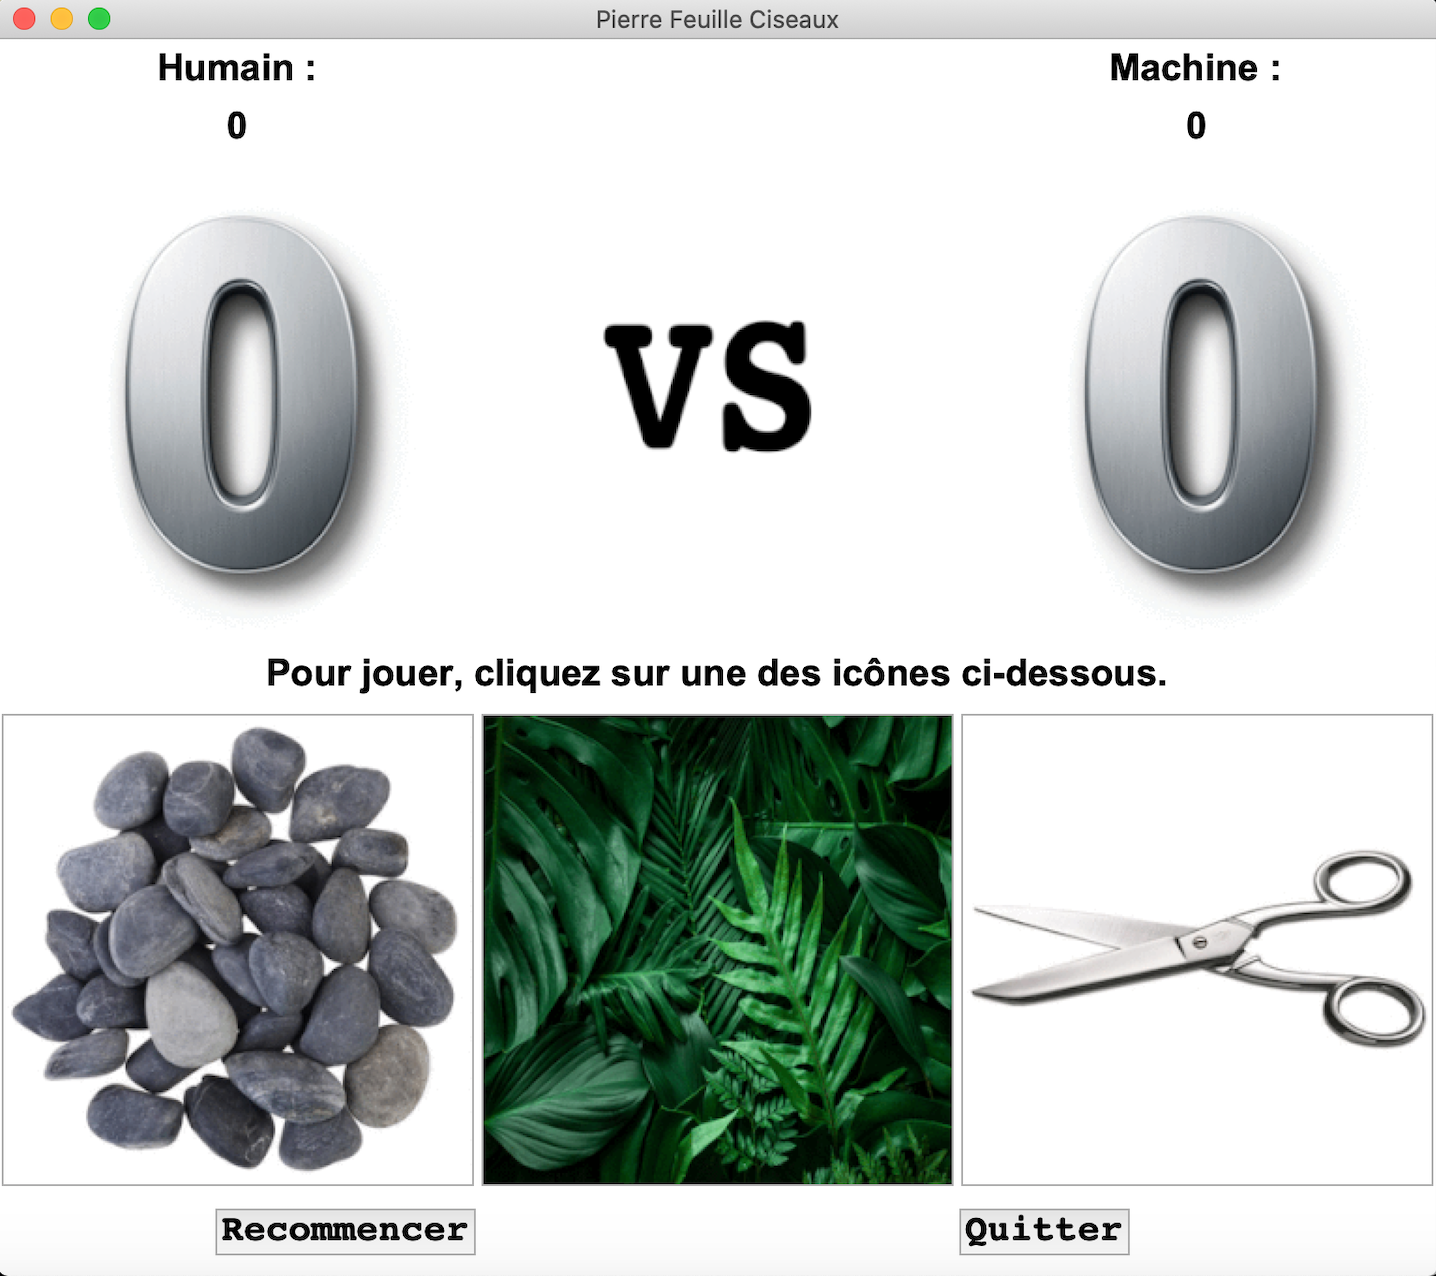 Pierre Feuille Ciseaux
Humain :
Machine :
0
0
0
VS
0
Pour jouer, cliquez sur une des icônes ci-dessous.
Recommencer
Quitter